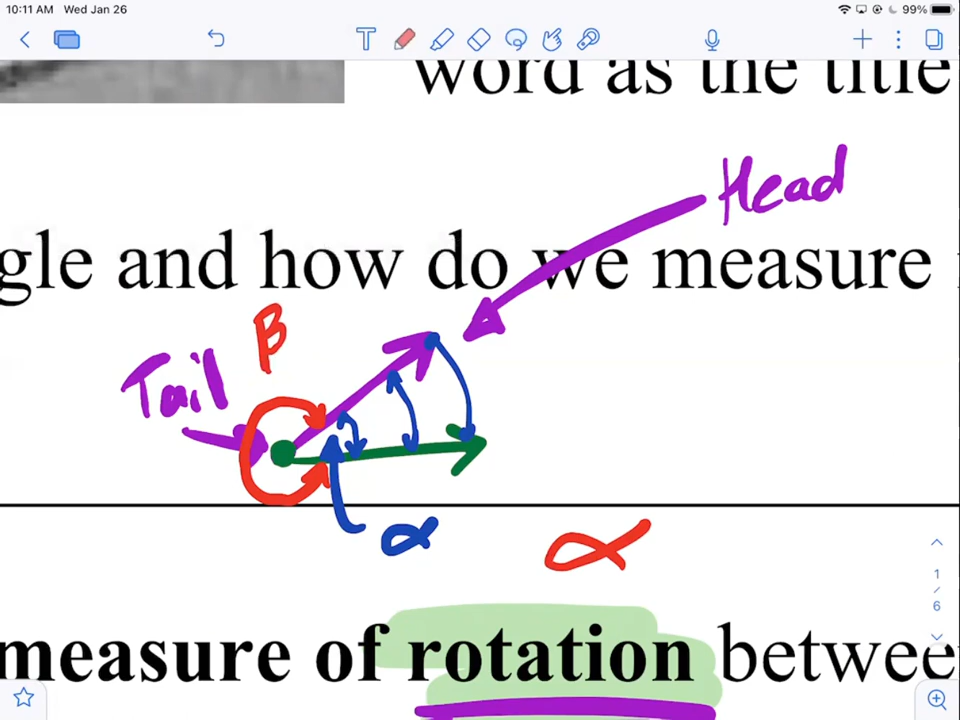 10:11 AM Wed Jan 26
99%
T
word as the title
Head
gle and how do we measure
β
Tail
α
α
1
/
6
measure of rotation betwee